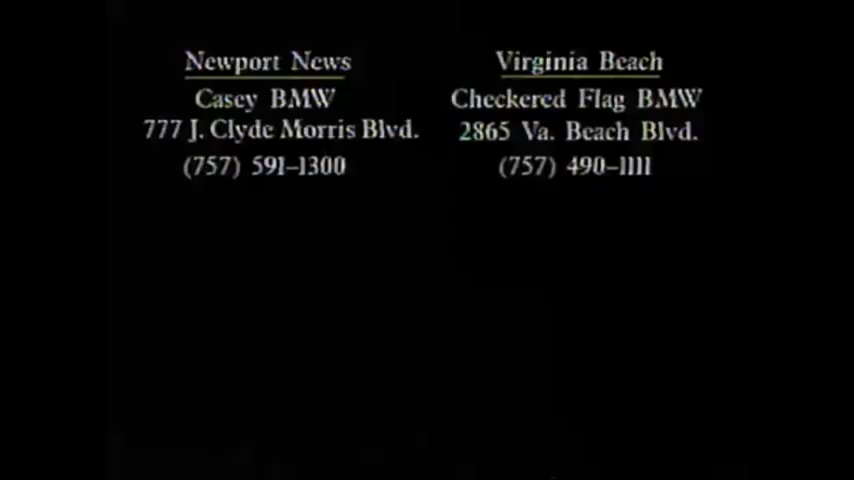 Newport News
Casey BMW
777 J. Clyde Morris Blvd.
(757) 591-1300
Virginia Beach
Checkered Flag BMW
2865 Va. Beach Blvd.
(757) 490-1111